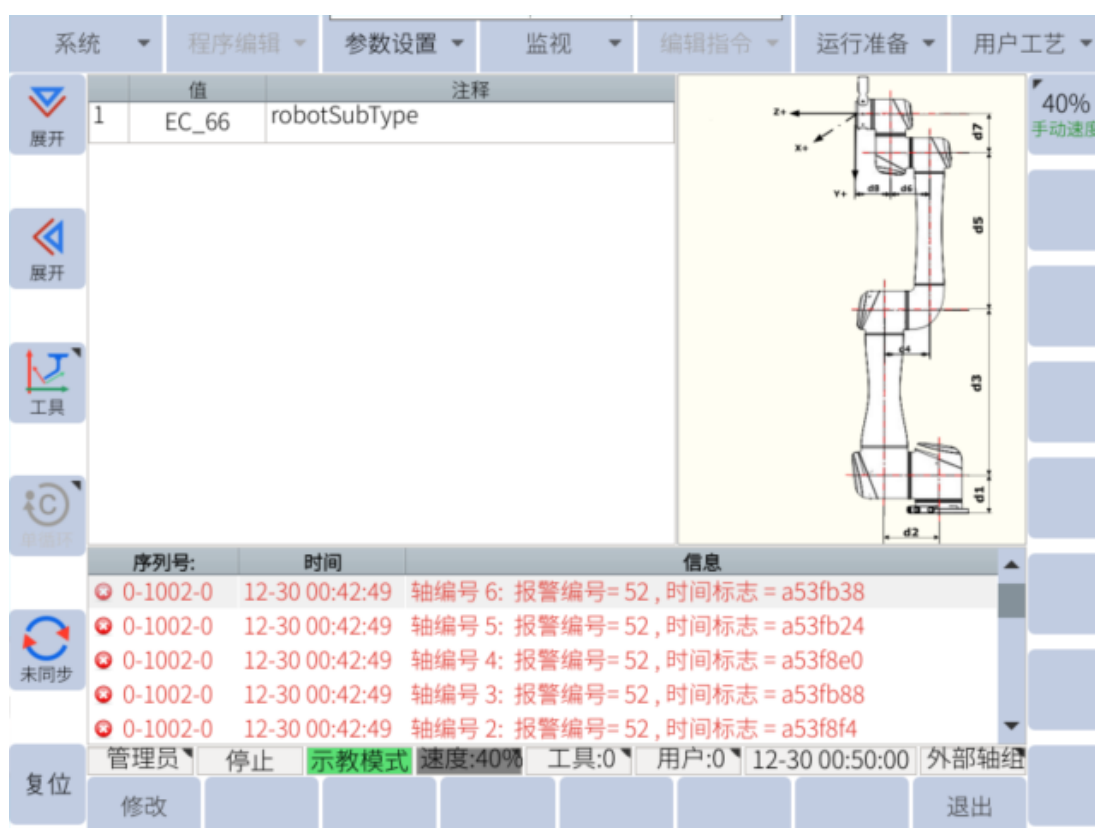 系统 程序编辑 参数设置 监视 编辑指令 运行准备 用户工艺
展开
展开
工具
未同步
复位
值 注释
1 EC_66 robotSubType
Z+
X+
Y+
d8 d6
d7
d5
d4
d3
d1
d2
40%
手动速度
序列号: 时间 信息
0-1002-0 12-30 00:42:49 轴编号 6: 报警编号= 52 , 时间标志 = a53fb38
0-1002-0 12-30 00:42:49 轴编号 5: 报警编号= 52 , 时间标志 = a53fb24
0-1002-0 12-30 00:42:49 轴编号 4: 报警编号= 52 , 时间标志 = a53f8e0
0-1002-0 12-30 00:42:49 轴编号 3: 报警编号= 52 , 时间标志 = a53fb88
0-1002-0 12-30 00:42:49 轴编号 2: 报警编号= 52 , 时间标志 = a53f8f4
管理员 停止 示教模式 速度:40% 工具:0 用户:0 12-30 00:50:00 外部轴组
修改 退出